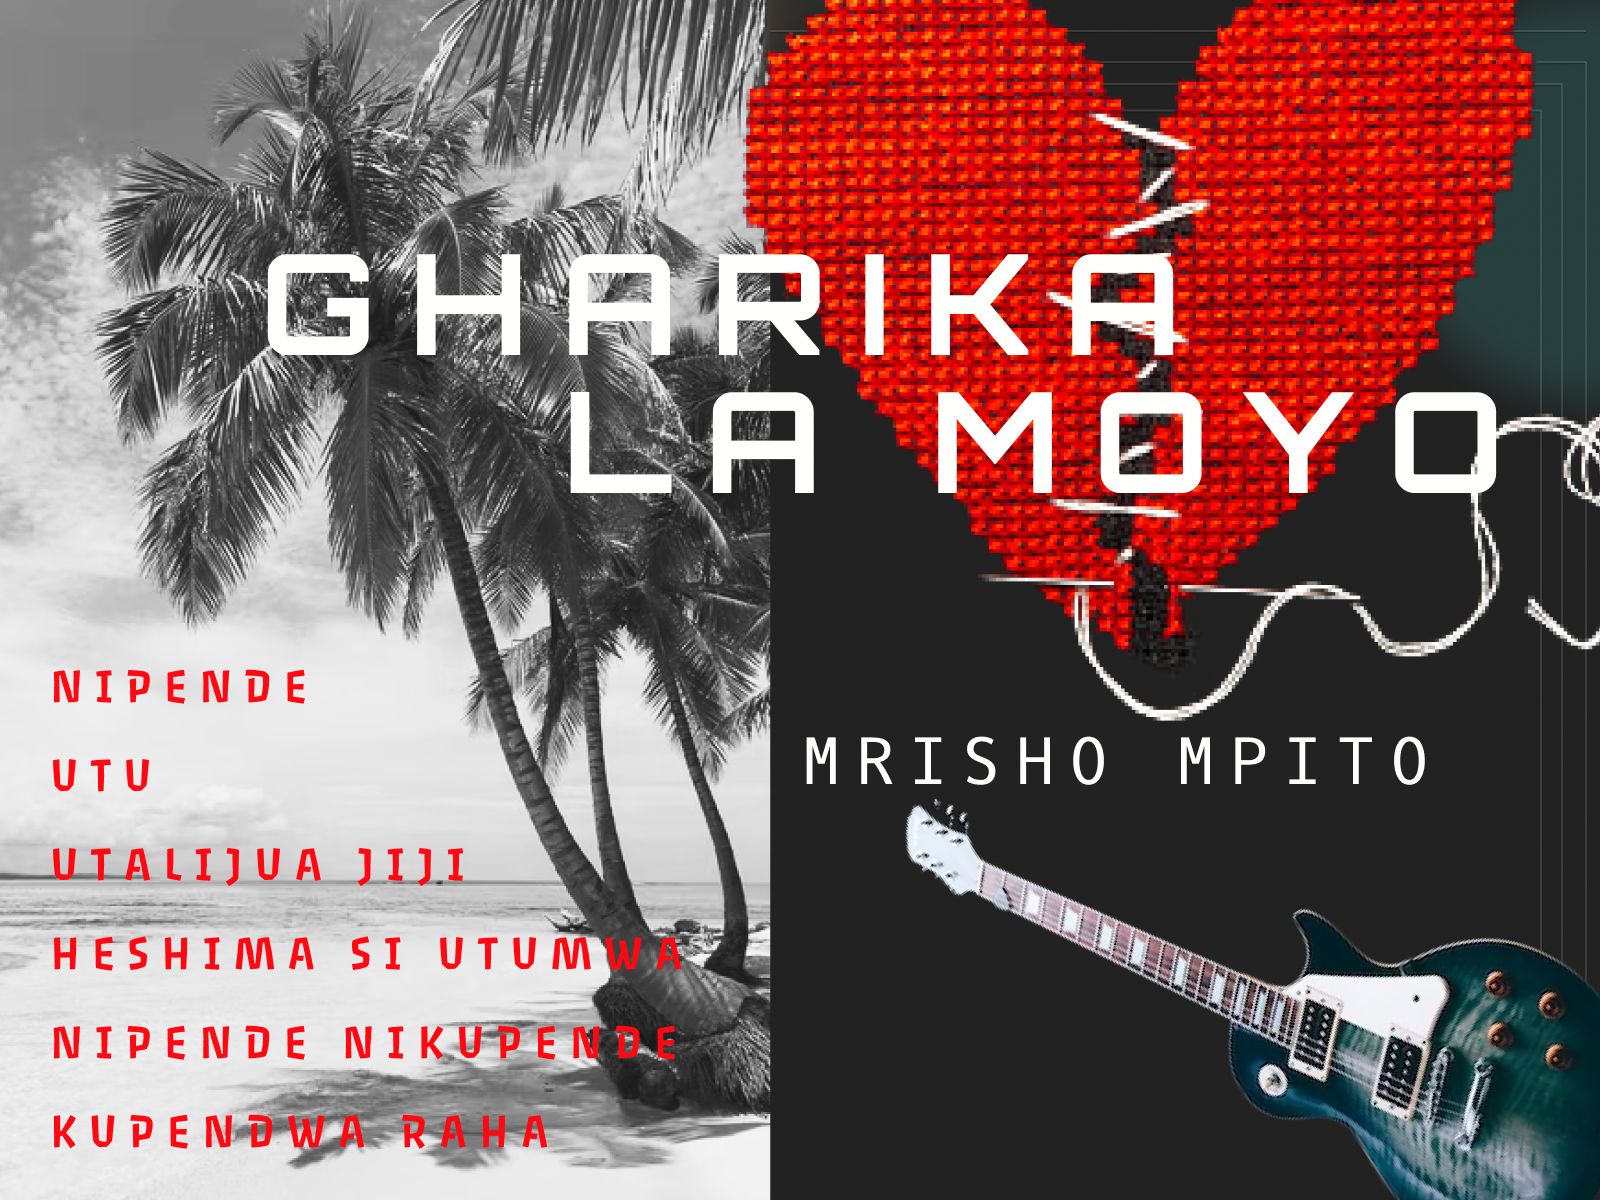 GHARIKA
LA MOYO
NIPENDE
UTU
UTALIJUA JIJI
HESHIMA SI UTUMWA
NIPENDE NIKUPENDE
KUPENDWA RAHA
MRISHO MPITO